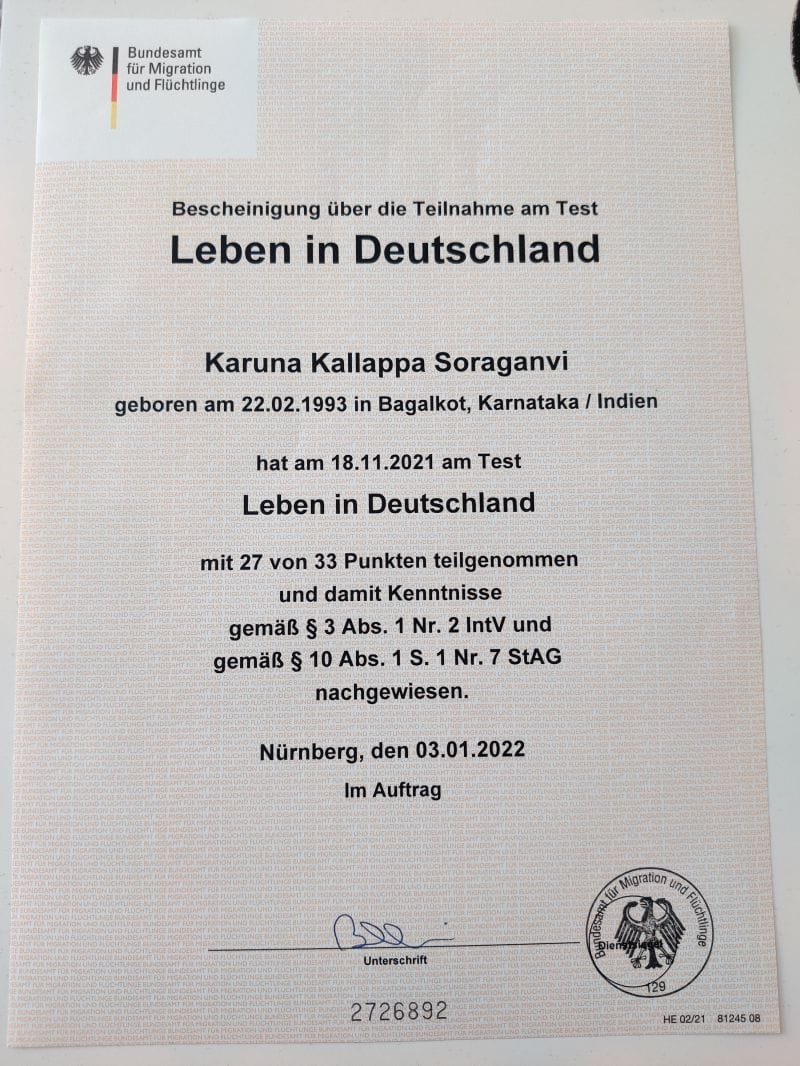 Bundesamt
für Migration
und Flüchtlinge
Bescheinigung über die Teilnahme am Test
Leben in Deutschland
Karuna Kallappa Soraganvi
geboren am 22.02.1993 in Bagalkot, Karnataka / Indien
hat am 18.11.2021 am Test
Leben in Deutschland
mit 27 von 33 Punkten teilgenommen
und damit Kenntnisse
gemäß § 3 Abs. 1 Nr. 2 IntV und
gemäß § 10 Abs. 1 S. 1 Nr. 7 StAG
nachgewiesen.
Nürnberg, den 03.01.2022
Im Auftrag
Unterschrift
Bundesamt für Migration und Flüchtlinge
Dienstsiegel
129
2726892
HE 02/21 81245 08